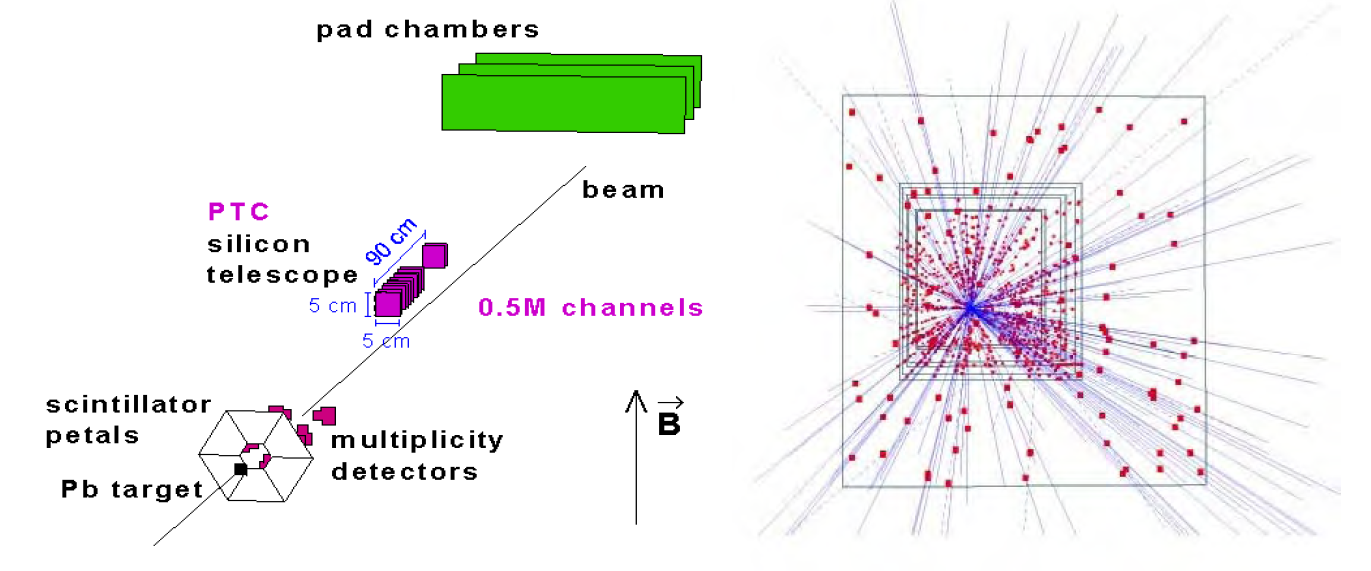 pad chambers
beam
PTC
silicon
telescope
90 cm
5 cm
5 cm
0.5M channels
scintillator
petals
multiplicity
detectors
Pb target
B